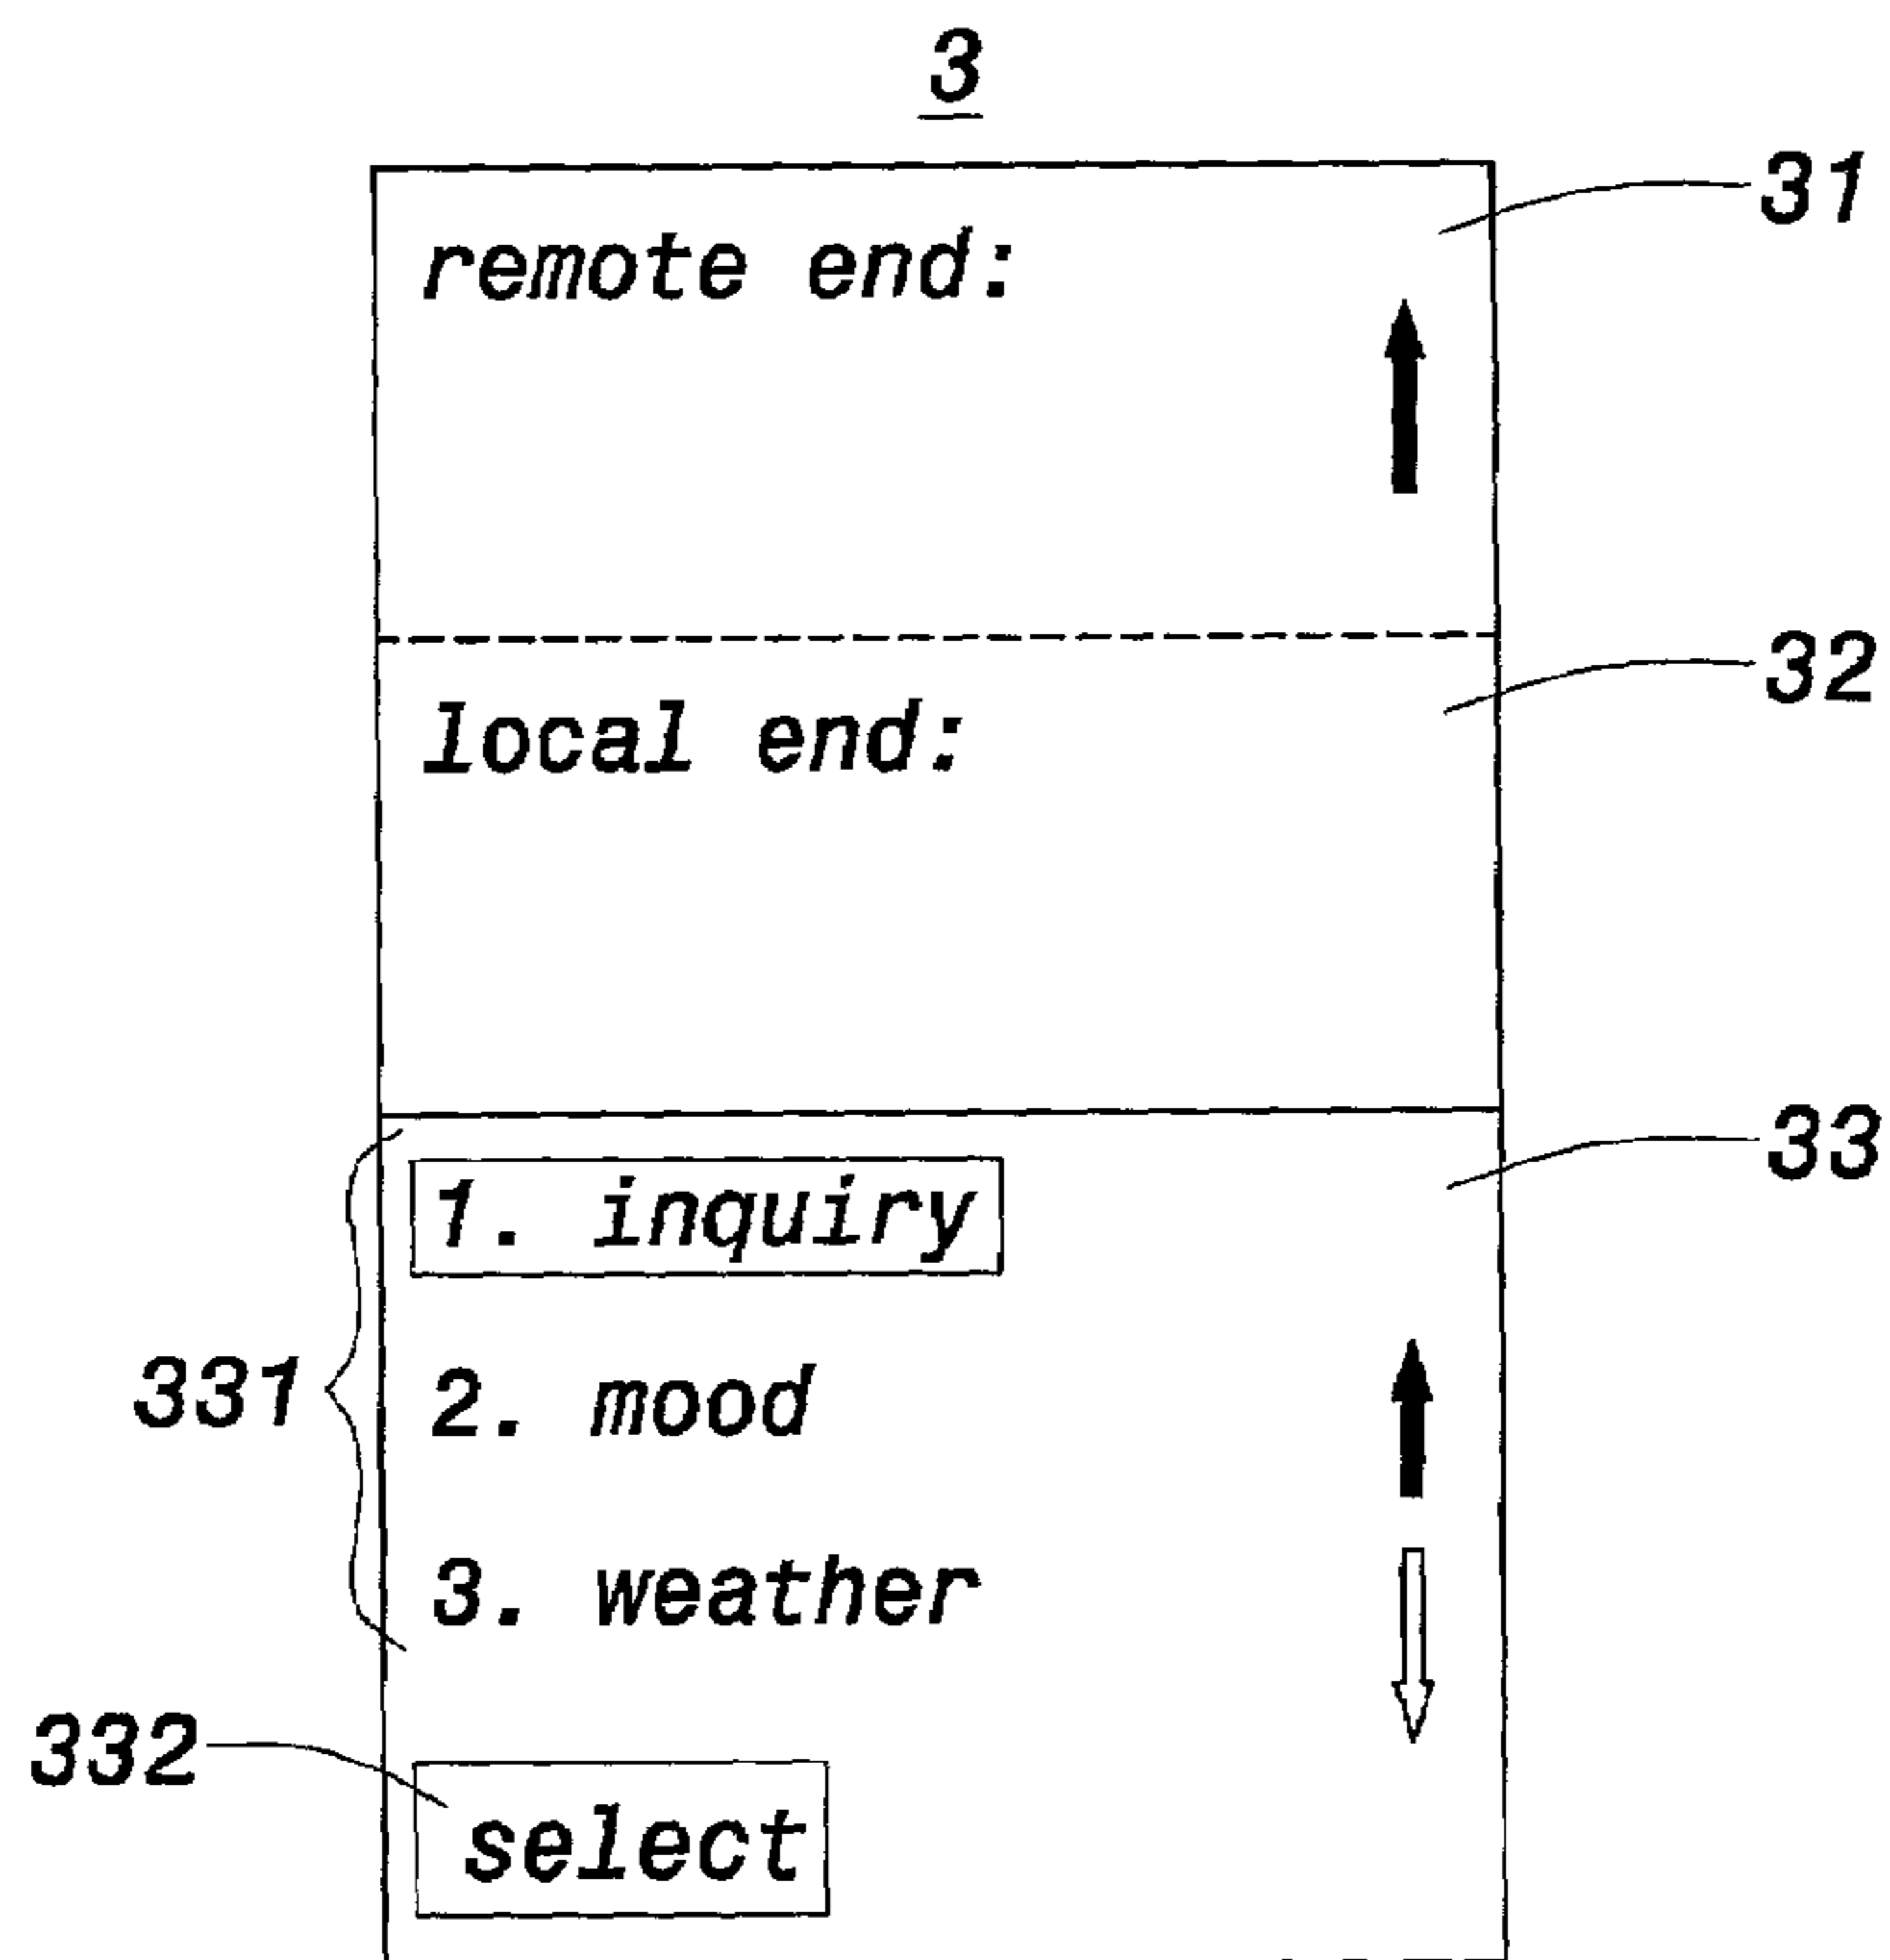 3
31
remote end:
32
local end:
33
1. inquiry
331
2. mood
3. weather
332
select